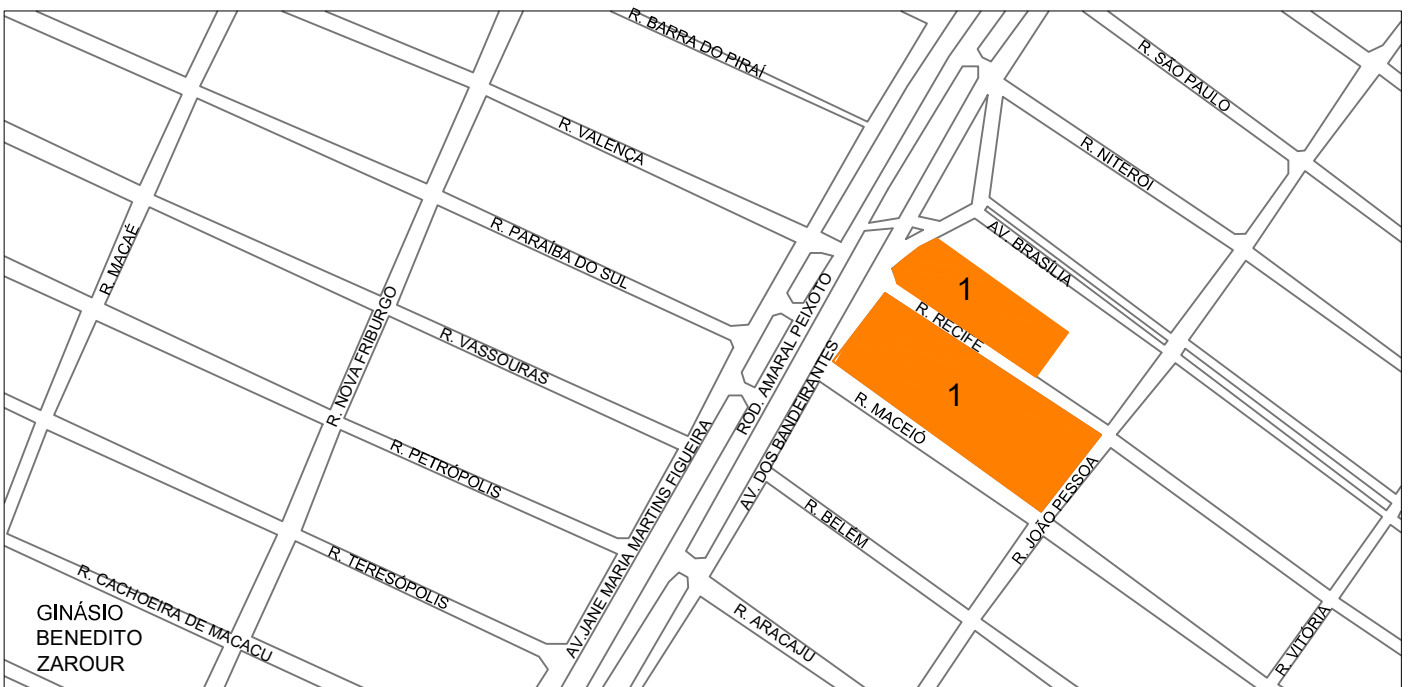 R. BARRA DO PIRAÍ
R. SÃO PAULO
R. VALENÇA
R. NITERÓI
R. PARAÍBA DO SUL
AV. BRASÍLIA
R. MACAÉ
1
R. NOVA FRIBURGO
ROD. AMARAL PEIXOTO
R. RECIFE
R. VASSOURAS
AV. DOS BANDEIRANTES
1
R. MACEIÓ
R. PETRÓPOLIS
AV.JANE MARIA MARTINS FIGUEIRA
R. BELÉM
R. JOÃO PESSOA
R. TERESÓPOLIS
R. CACHOEIRA DE MACACU
R. ARACAJU
R. VITÓRIA
GINÁSIO
BENEDITO
ZAROUR